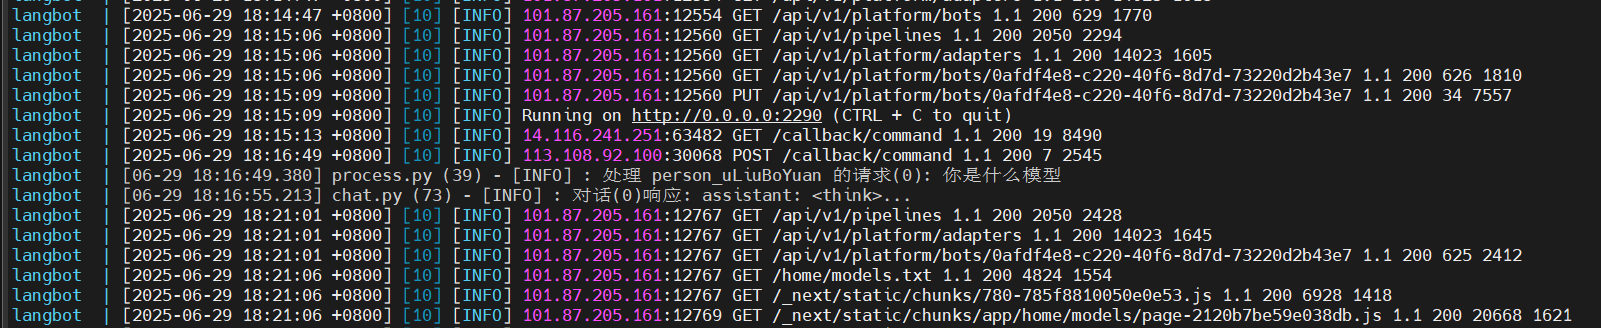 langbot | [2025-06-29 18:14:47 +0800] [10] [INFO] 101.87.205.161:12554 GET /api/v1/platform/bots 1.1 200 629 1770
langbot | [2025-06-29 18:15:06 +0800] [10] [INFO] 101.87.205.161:12560 GET /api/v1/pipelines 1.1 200 2050 2294
langbot | [2025-06-29 18:15:06 +0800] [10] [INFO] 101.87.205.161:12560 GET /api/v1/platform/adapters 1.1 200 14023 1605
langbot | [2025-06-29 18:15:06 +0800] [10] [INFO] 101.87.205.161:12560 GET /api/v1/platform/bots/0afdf4e8-c220-40f6-8d7d-73220d2b43e7 1.1 200 626 1810
langbot | [2025-06-29 18:15:09 +0800] [10] [INFO] 101.87.205.161:12560 PUT /api/v1/platform/bots/0afdf4e8-c220-40f6-8d7d-73220d2b43e7 1.1 200 34 7557
langbot | [2025-06-29 18:15:09 +0800] [10] [INFO] Running on http://0.0.0.0:2290 (CTRL + C to quit)
langbot | [2025-06-29 18:15:13 +0800] [10] [INFO] 14.116.241.251:63482 GET /callback/command 1.1 200 19 8490
langbot | [2025-06-29 18:16:49 +0800] [10] [INFO] 113.108.92.100:30068 POST /callback/command 1.1 200 7 2545
langbot | [06-29 18:16:49.380] process.py (39) - [INFO] : 处理 person_uLiuBoYuan 的请求(0): 你是什么模型
langbot | [06-29 18:16:55.213] chat.py (73) - [INFO] : 对话(0)响应: assistant: <think>...
langbot | [2025-06-29 18:21:01 +0800] [10] [INFO] 101.87.205.161:12767 GET /api/v1/pipelines 1.1 200 2050 2428
langbot | [2025-06-29 18:21:01 +0800] [10] [INFO] 101.87.205.161:12767 GET /api/v1/platform/adapters 1.1 200 14023 1645
langbot | [2025-06-29 18:21:01 +0800] [10] [INFO] 101.87.205.161:12767 GET /api/v1/platform/bots/0afdf4e8-c220-40f6-8d7d-73220d2b43e7 1.1 200 625 2412
langbot | [2025-06-29 18:21:06 +0800] [10] [INFO] 101.87.205.161:12767 GET /home/models.txt 1.1 200 4824 1554
langbot | [2025-06-29 18:21:06 +0800] [10] [INFO] 101.87.205.161:12767 GET /_next/static/chunks/780-785f8810050e0e53.js 1.1 200 6928 1418
langbot | [2025-06-29 18:21:06 +0800] [10] [INFO] 101.87.205.161:12769 GET /_next/static/chunks/app/home/models/page-2120b7be59e038db.js 1.1 200 20668 1621